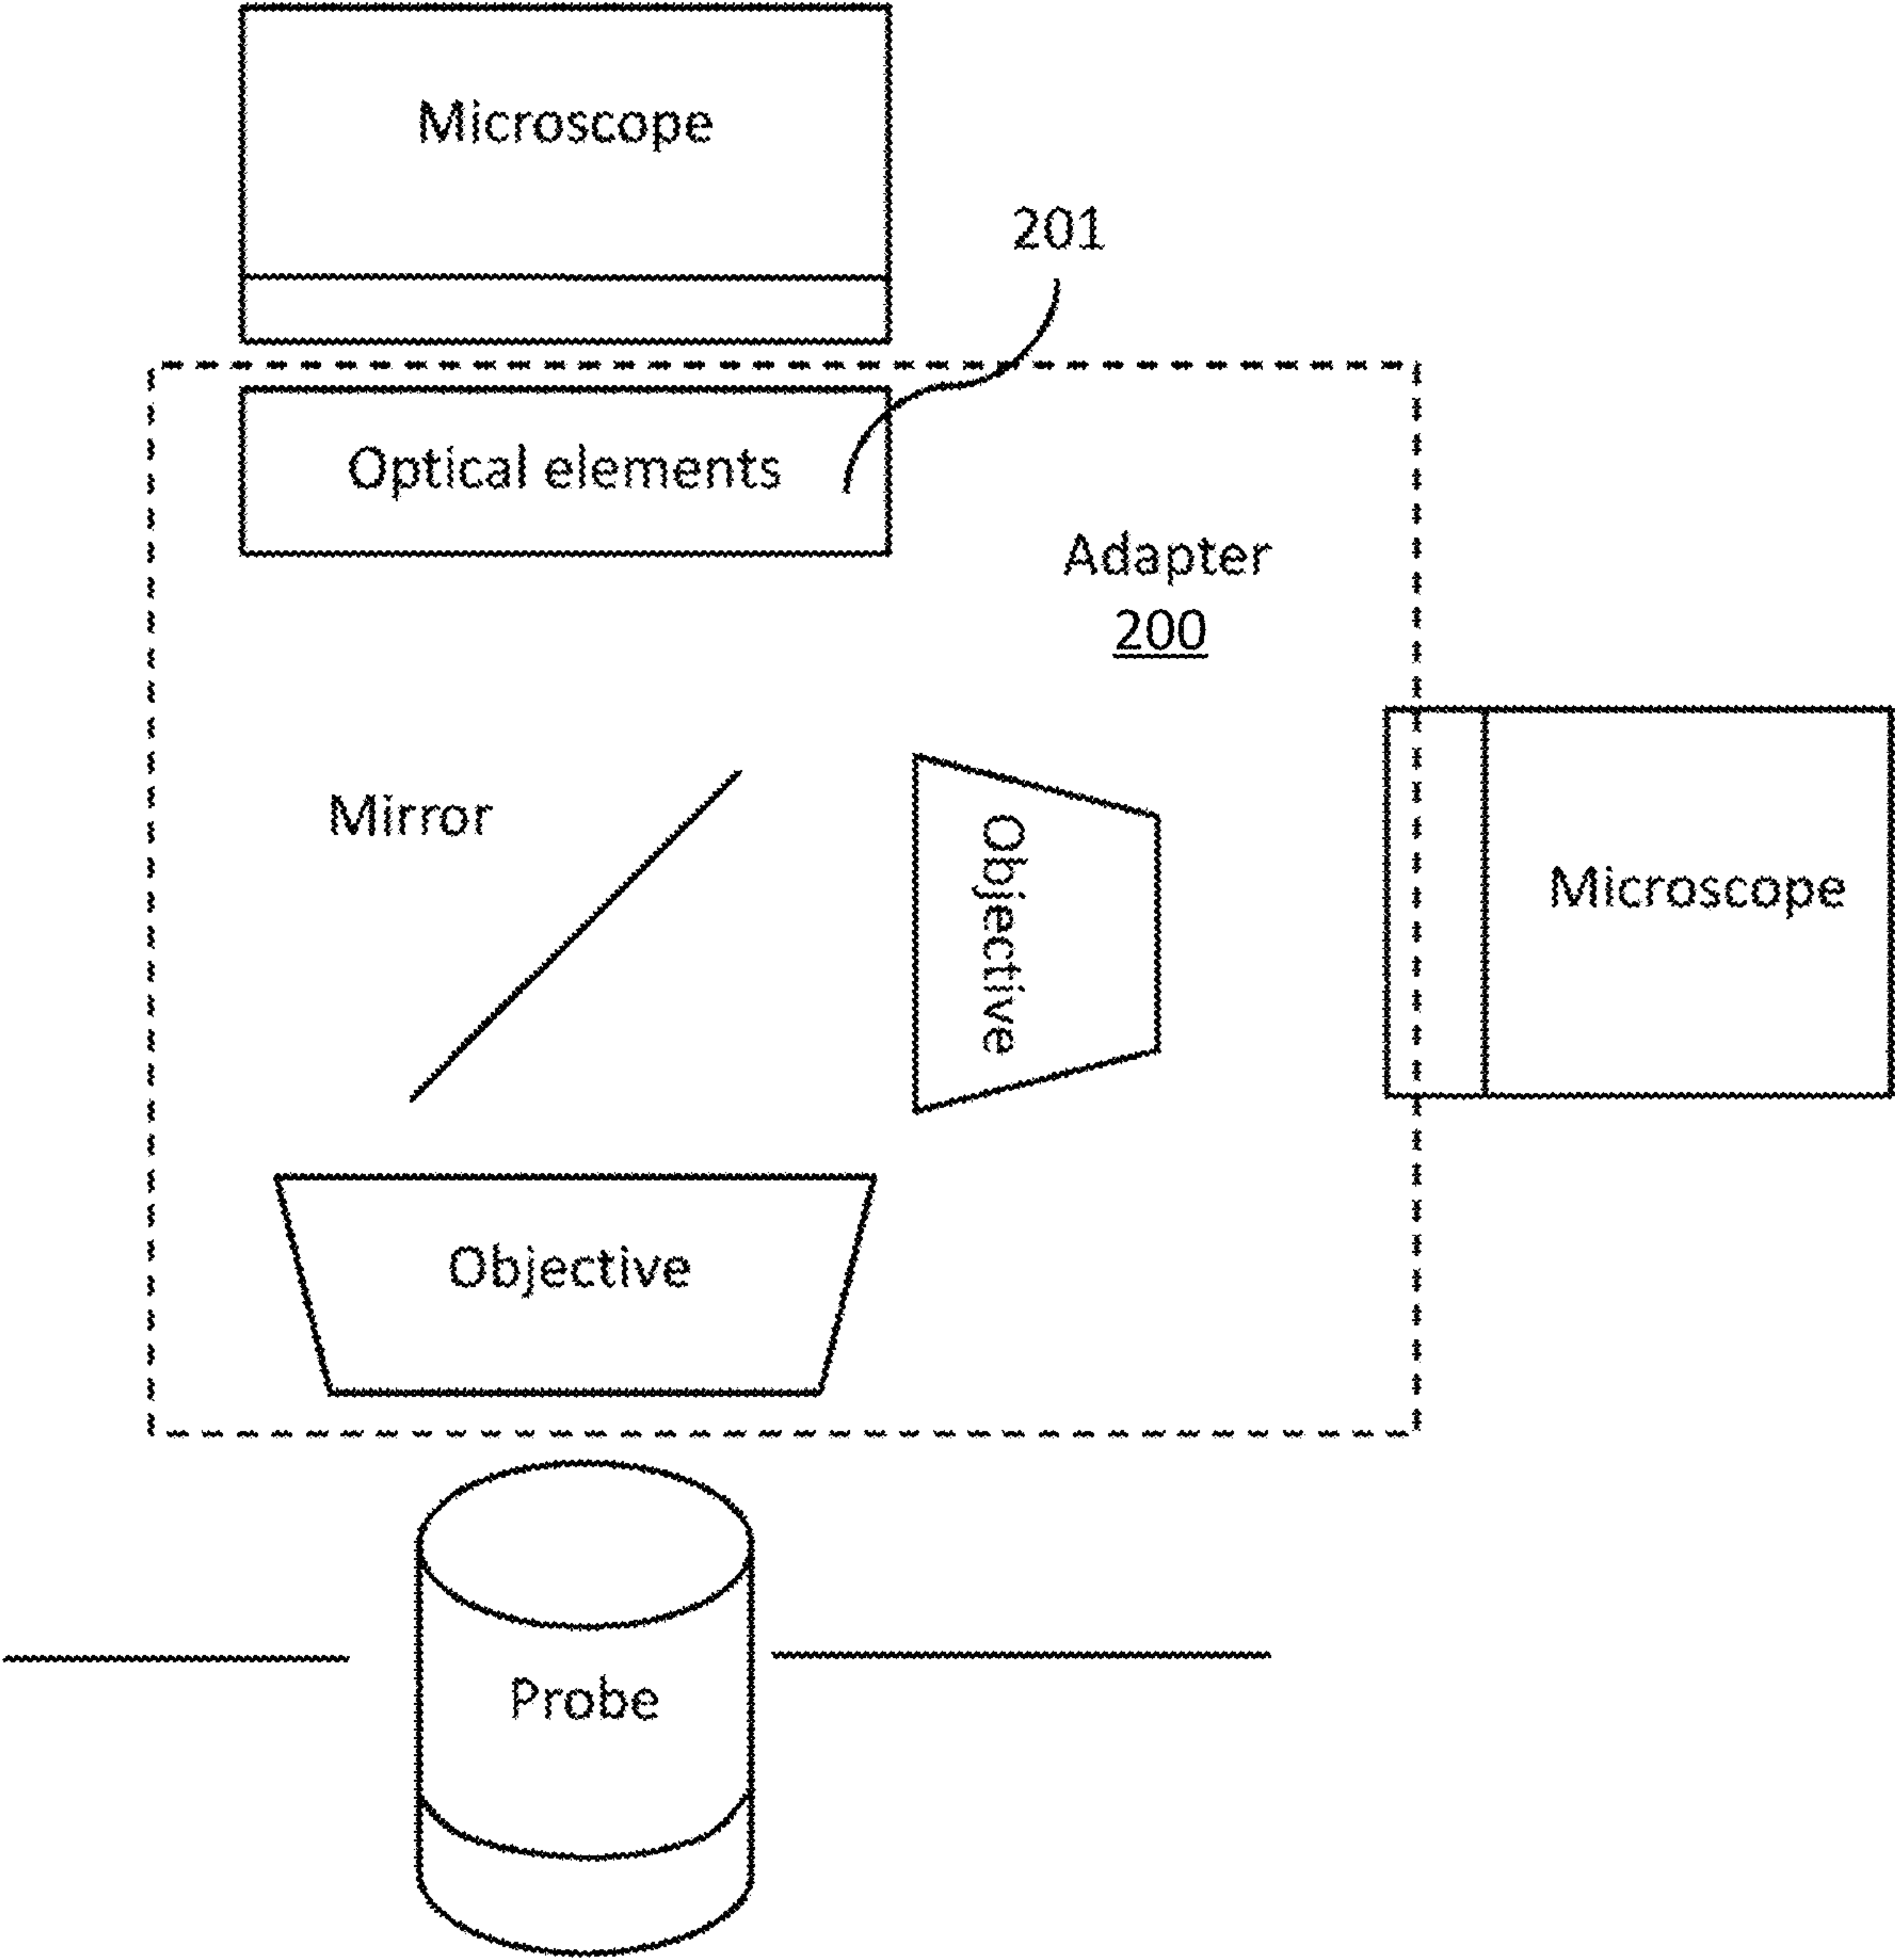 Microscope
201
Optical elements
Adapter
200
Mirror
Objective
Microscope
Objective
Probe